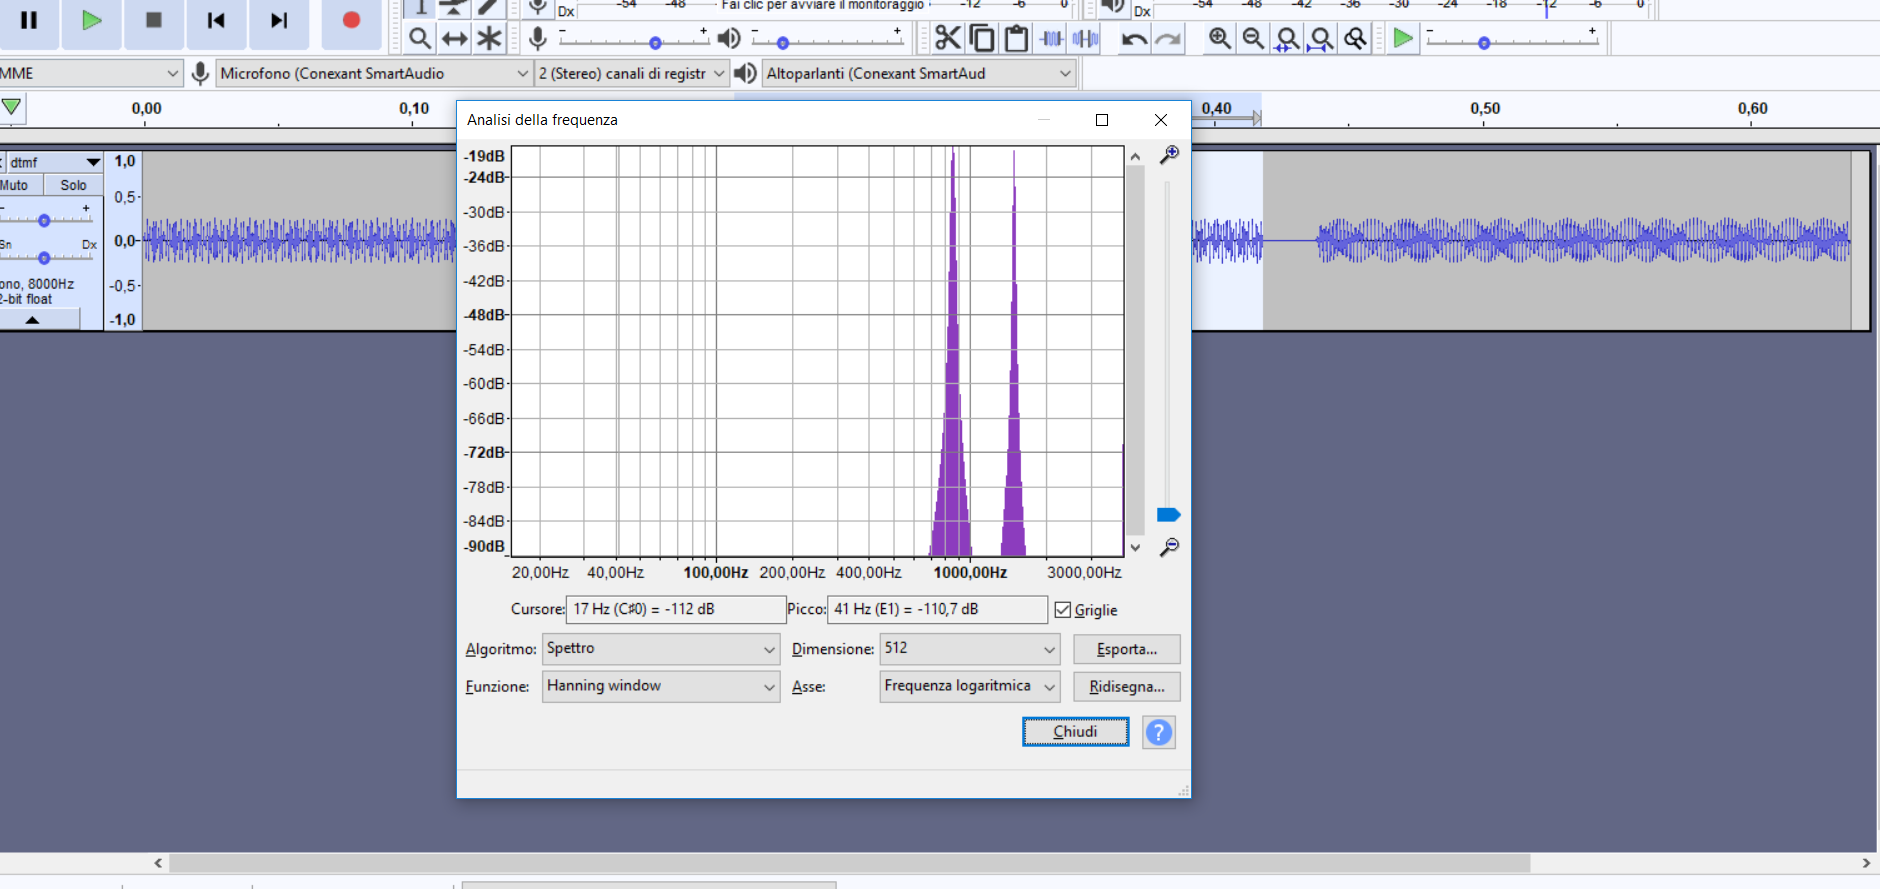 Dx -54 -48 - Fai clic per avviare il monitoraggio - -12 -6 0 Dx -54 -48 -42 -36 -30 -24 -18 -12 -6 0
- + - + - +
MME Microfono (Conexant SmartAudio 2 (Stereo) canali di registr Altoparlanti (Conexant SmartAud
0,00 0,10 0,40 0,50 0,60
Analisi della frequenza
dtmf
Muto Solo
- +
Sn Dx
ono, 8000Hz
2-bit float
1,0
0,5-
0,0-
-0,5-
-1,0
-19dB
-24dB
-30dB
-36dB
-42dB
-48dB
-54dB
-60dB
-66dB
-72dB
-78dB
-84dB
-90dB
20,00Hz 40,00Hz 100,00Hz 200,00Hz 400,00Hz 1000,00Hz 3000,00Hz
Cursore: 17 Hz (C♯0) = -112 dB Picco: 41 Hz (E1) = -110,7 dB Griglie
Algoritmo: Spettro Dimensione: 512 Esporta...
Funzione: Hanning window Asse: Frequenza logaritmica Ridisegna...
Chiudi ?